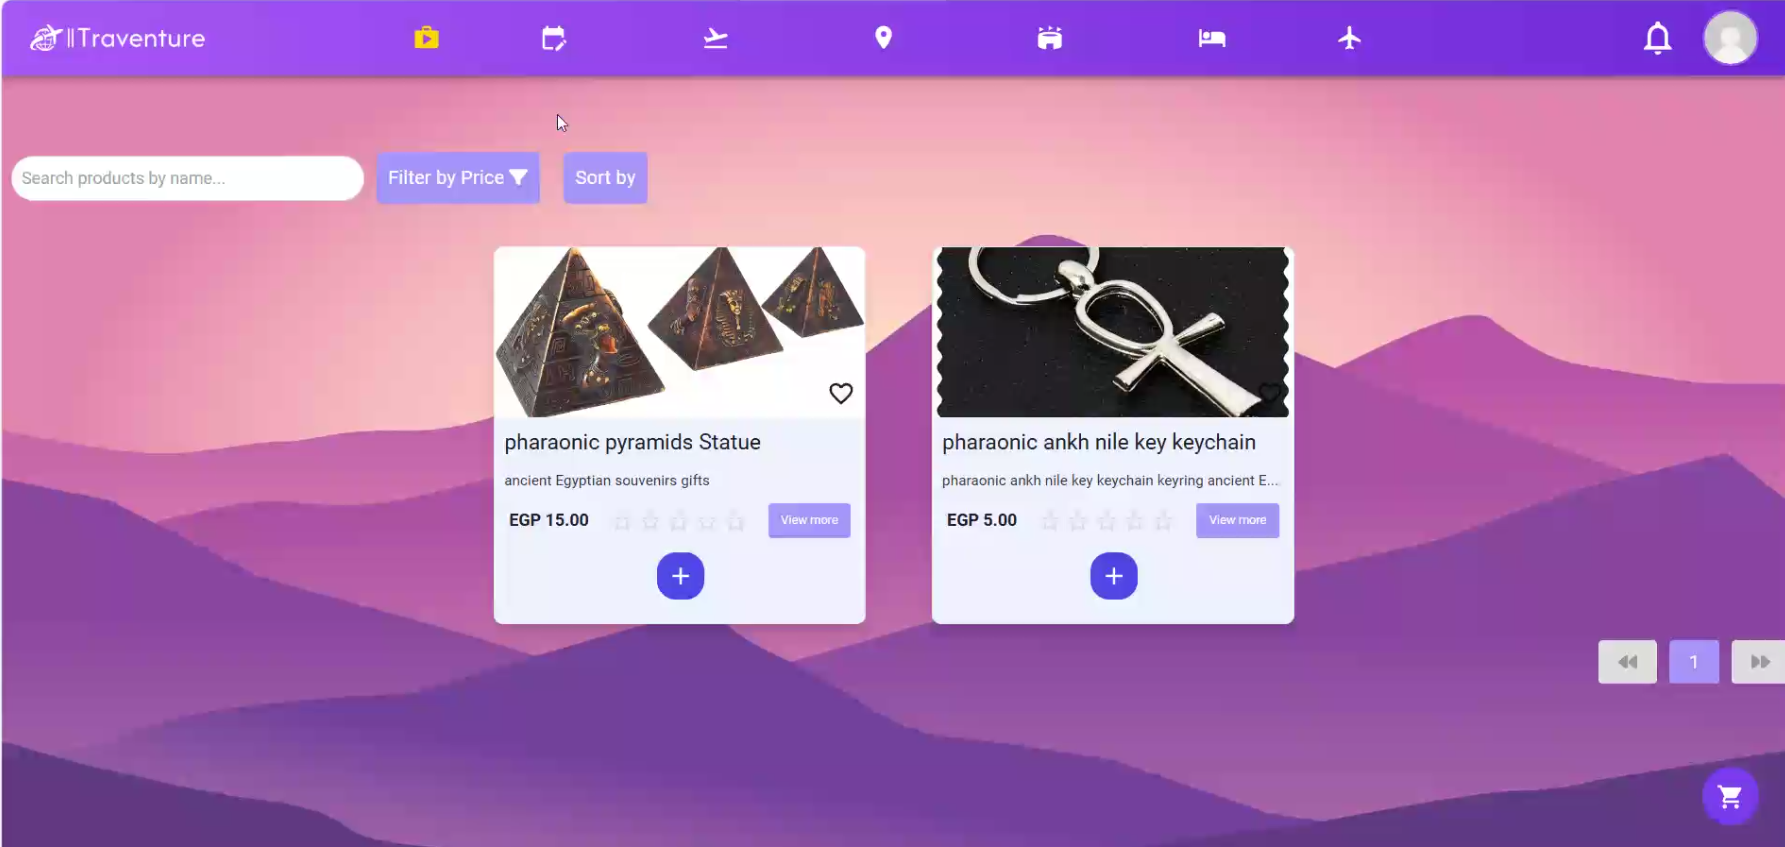 Traventure
Search products by name...
Filter by Price
Sort by
pharaonic pyramids Statue
ancient Egyptian souvenirs gifts
EGP 15.00
View more
+
pharaonic ankh nile key keychain
pharaonic ankh nile key keychain keyring ancient E...
EGP 5.00
View more
+
1